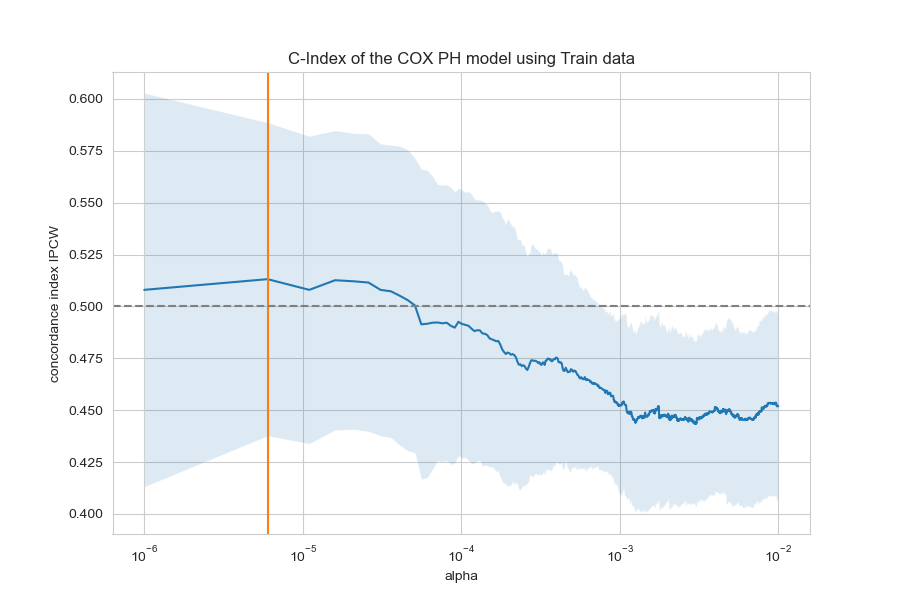 C-Index of the COX PH model using Train data
concordance index IPCW
0.600
0.575
0.550
0.525
0.500
0.475
0.450
0.425
0.400
10⁻⁶ 10⁻⁵ 10⁻⁴ 10⁻³ 10⁻²
alpha